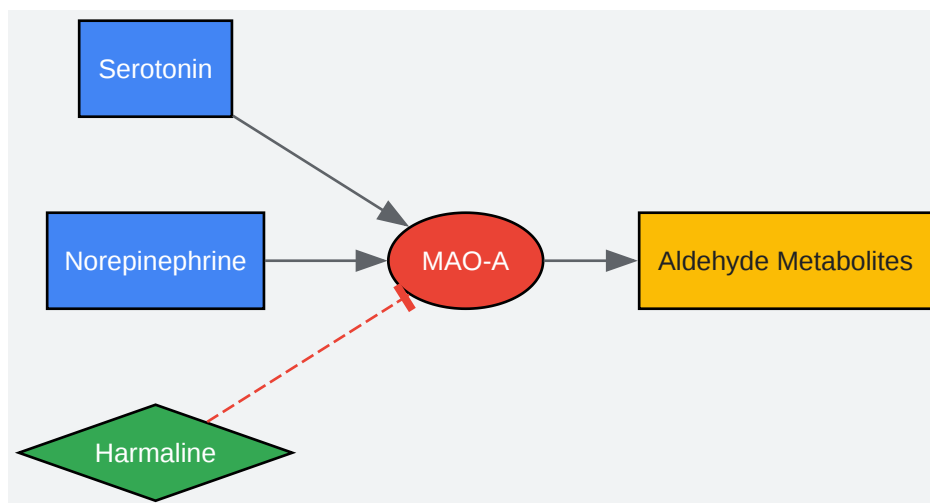 Serotonin
Norepinephrine
MAO-A
Aldehyde Metabolites
Harmaline